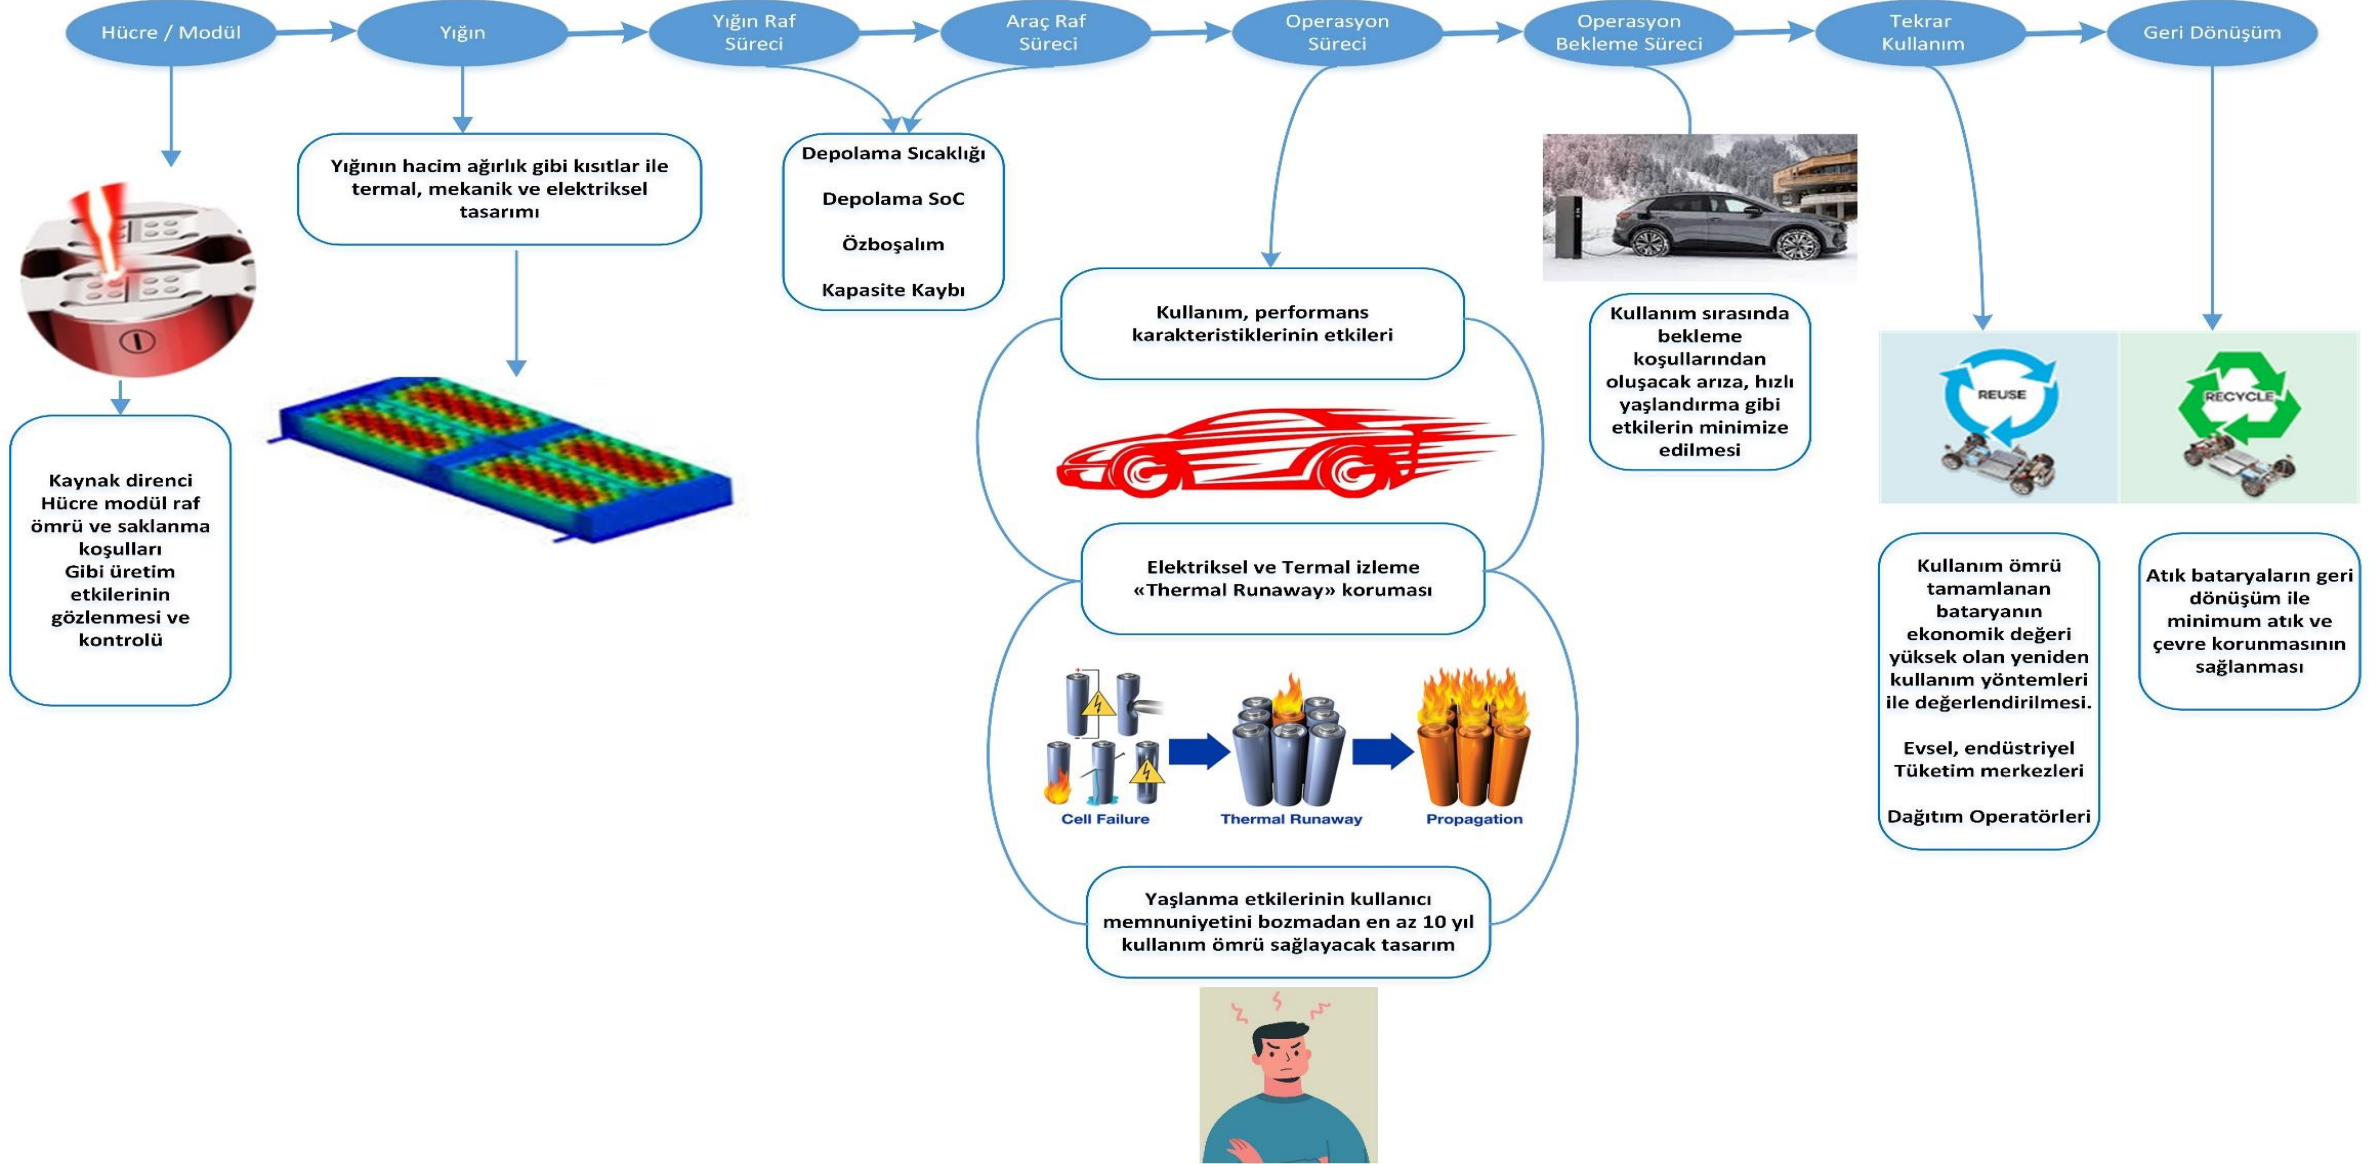 Hücre / Modül
Yığın
Yığın Raf
Süreci
Araç Raf
Süreci
Operasyon
Süreci
Operasyon
Bekleme Süreci
Tekrar
Kullanım
Geri Dönüşüm
Kaynak direnci
Hücre modül raf
ömrü ve saklanma
koşulları
Gibi üretim
etkilerinin
gözlenmesi ve
kontrolü
Yığının hacim ağırlık gibi kısıtlar ile
termal, mekanik ve elektriksel
tasarımı
Depolama Sıcaklığı
Depolama SoC
Özboşalım
Kapasite Kaybı
Kullanım, performans
karakteristiklerinin etkileri
Elektriksel ve Termal izleme
«Thermal Runaway» koruması
Cell Failure
Thermal Runaway
Propagation
Yaşlanma etkilerinin kullanıcı
memnuniyetini bozmadan en az 10 yıl
kullanım ömrü sağlayacak tasarım
Kullanım sırasında
bekleme
koşullarından
oluşacak arıza, hızlı
yaşlandırma gibi
etkilerin minimize
edilmesi
REUSE
Kullanım ömrü
tamamlanan
bataryanın
ekonomik değeri
yüksek olan yeniden
kullanım yöntemleri
ile değerlendirilmesi.
Evsel, endüstriyel
Tüketim merkezleri
Dağıtım Operatörleri
RECYCLE
Atık bataryaların geri
dönüşüm ile
minimum atık ve
çevre korunmasının
sağlanması